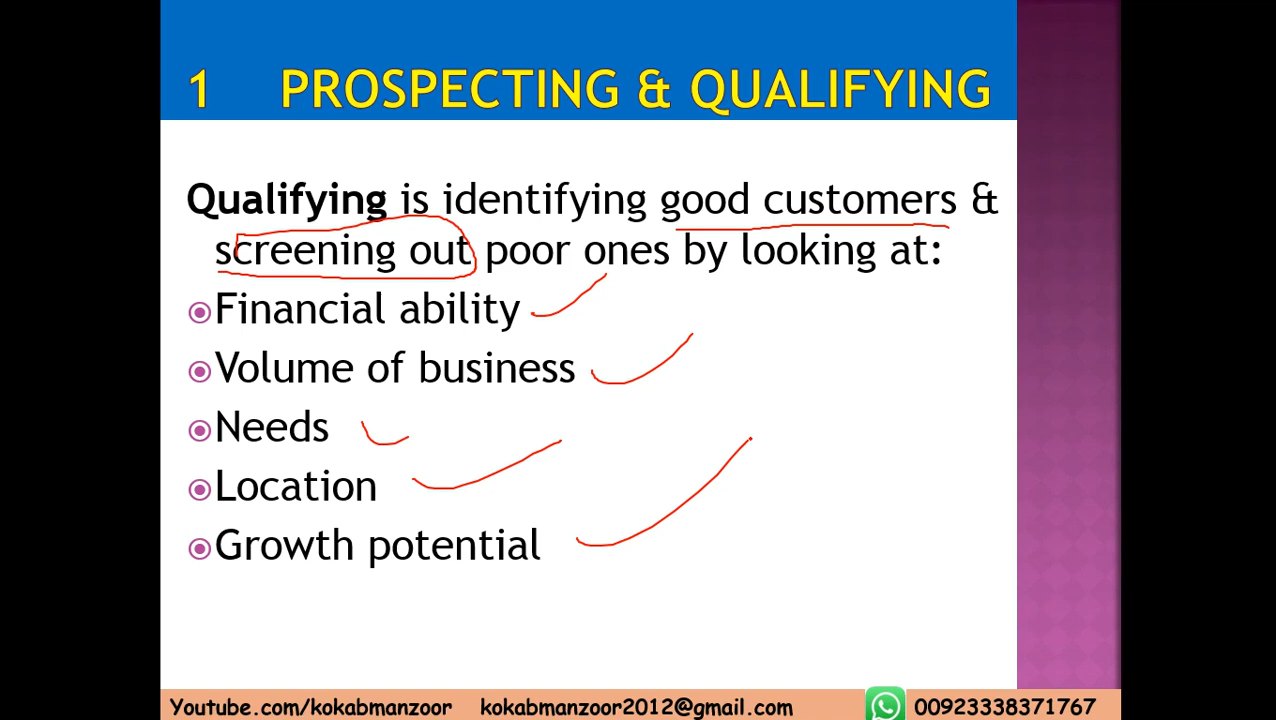 1 PROSPECTING & QUALIFYING
Qualifying is identifying good customers &
screening out poor ones by looking at:
Financial ability
Volume of business
Needs
Location
Growth potential
Youtube.com/kokabmanzoor kokabmanzoor2012@gmail.com 00923338371767